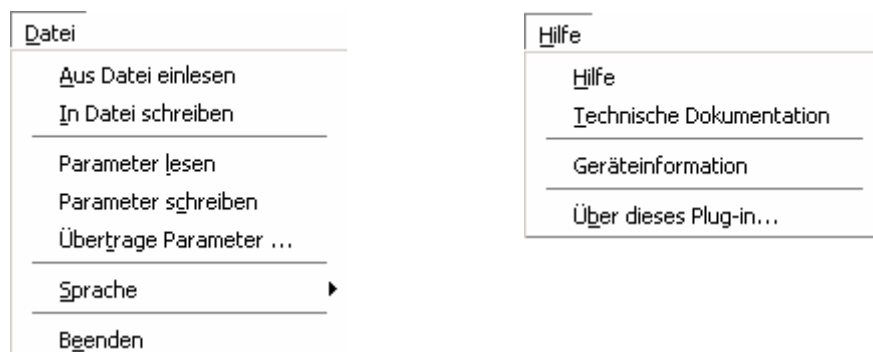 Datei
Aus Datei einlesen
In Datei schreiben
Parameter lesen
Parameter schreiben
Übertrage Parameter ...
Sprache
Beenden
Hilfe
Hilfe
Technische Dokumentation
Geräteinformation
Über dieses Plug-in...